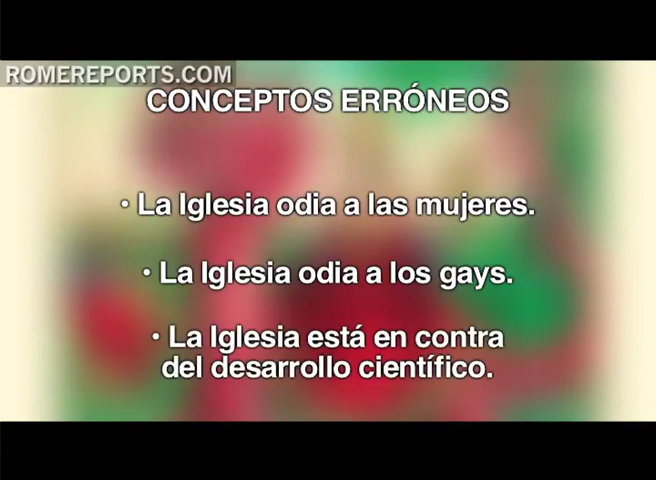 ROMEREPORTS.COM
CONCEPTOS ERRÓNEOS
• La Iglesia odia a las mujeres.
• La Iglesia odia a los gays.
• La Iglesia está en contra
del desarrollo científico.